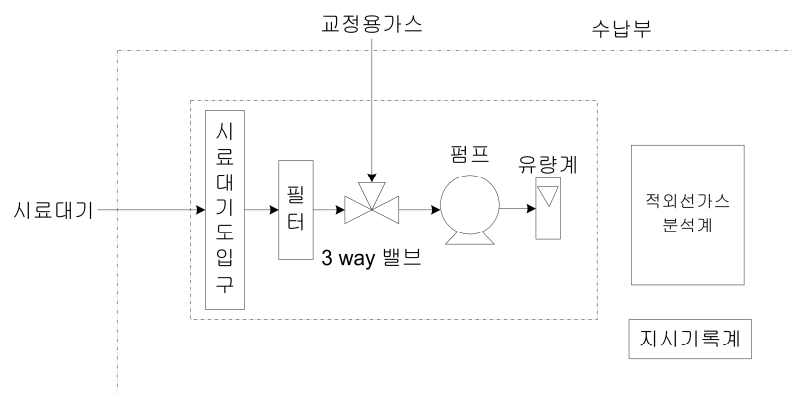 교정용가스
수납부
시료대기
시료대기도입구
필터
3 way 밸브
펌프
유량계
적외선가스
분석계
지시기록계